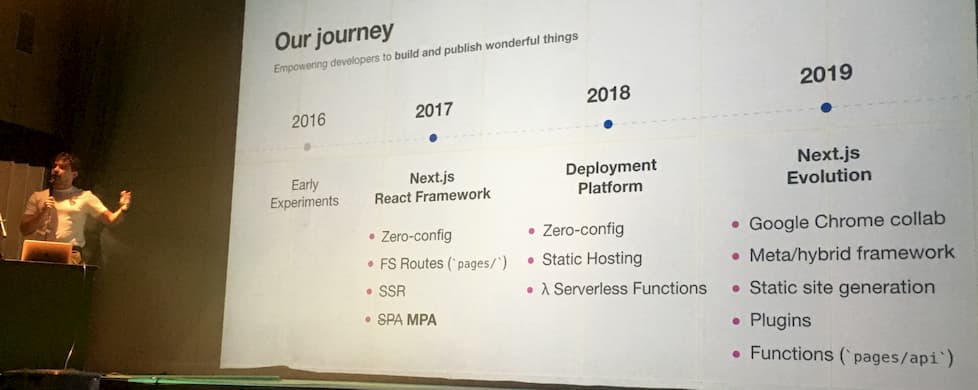 Our journey
Empowering developers to build and publish wonderful things
2016
2017
2018
2019
Early
Experiments
Next.js
React Framework
Zero-config
FS Routes (`pages/`)
SSR
SPA MPA
Deployment
Platform
Zero-config
Static Hosting
λ Serverless Functions
Next.js
Evolution
Google Chrome collab
Meta/hybrid framework
Static site generation
Plugins
Functions (`pages/api`)